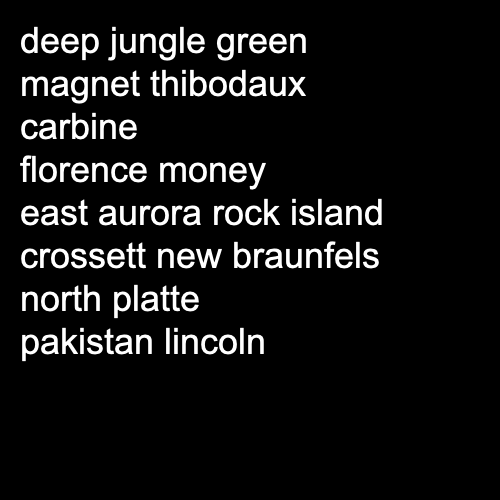 deep jungle green
magnet thibodaux
carbine
florence money
east aurora rock island
crossett new braunfels
north platte
pakistan lincoln